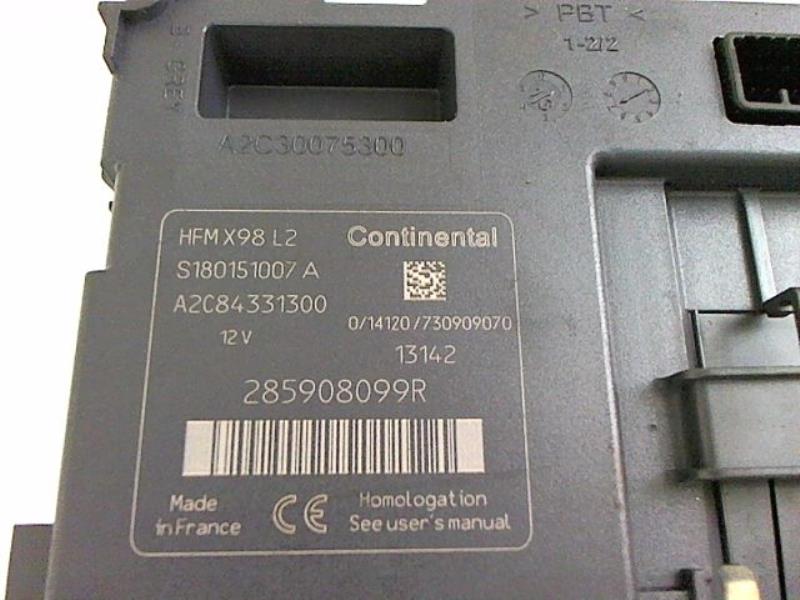 > PBT <
1-2/2
A2C30075300
HFM X98 L2
Continental
S180151007 A
A2C84331300
12V
0/14120/730909070
13142
285908099R
Made
in France
CE
Homologation
See user's manual